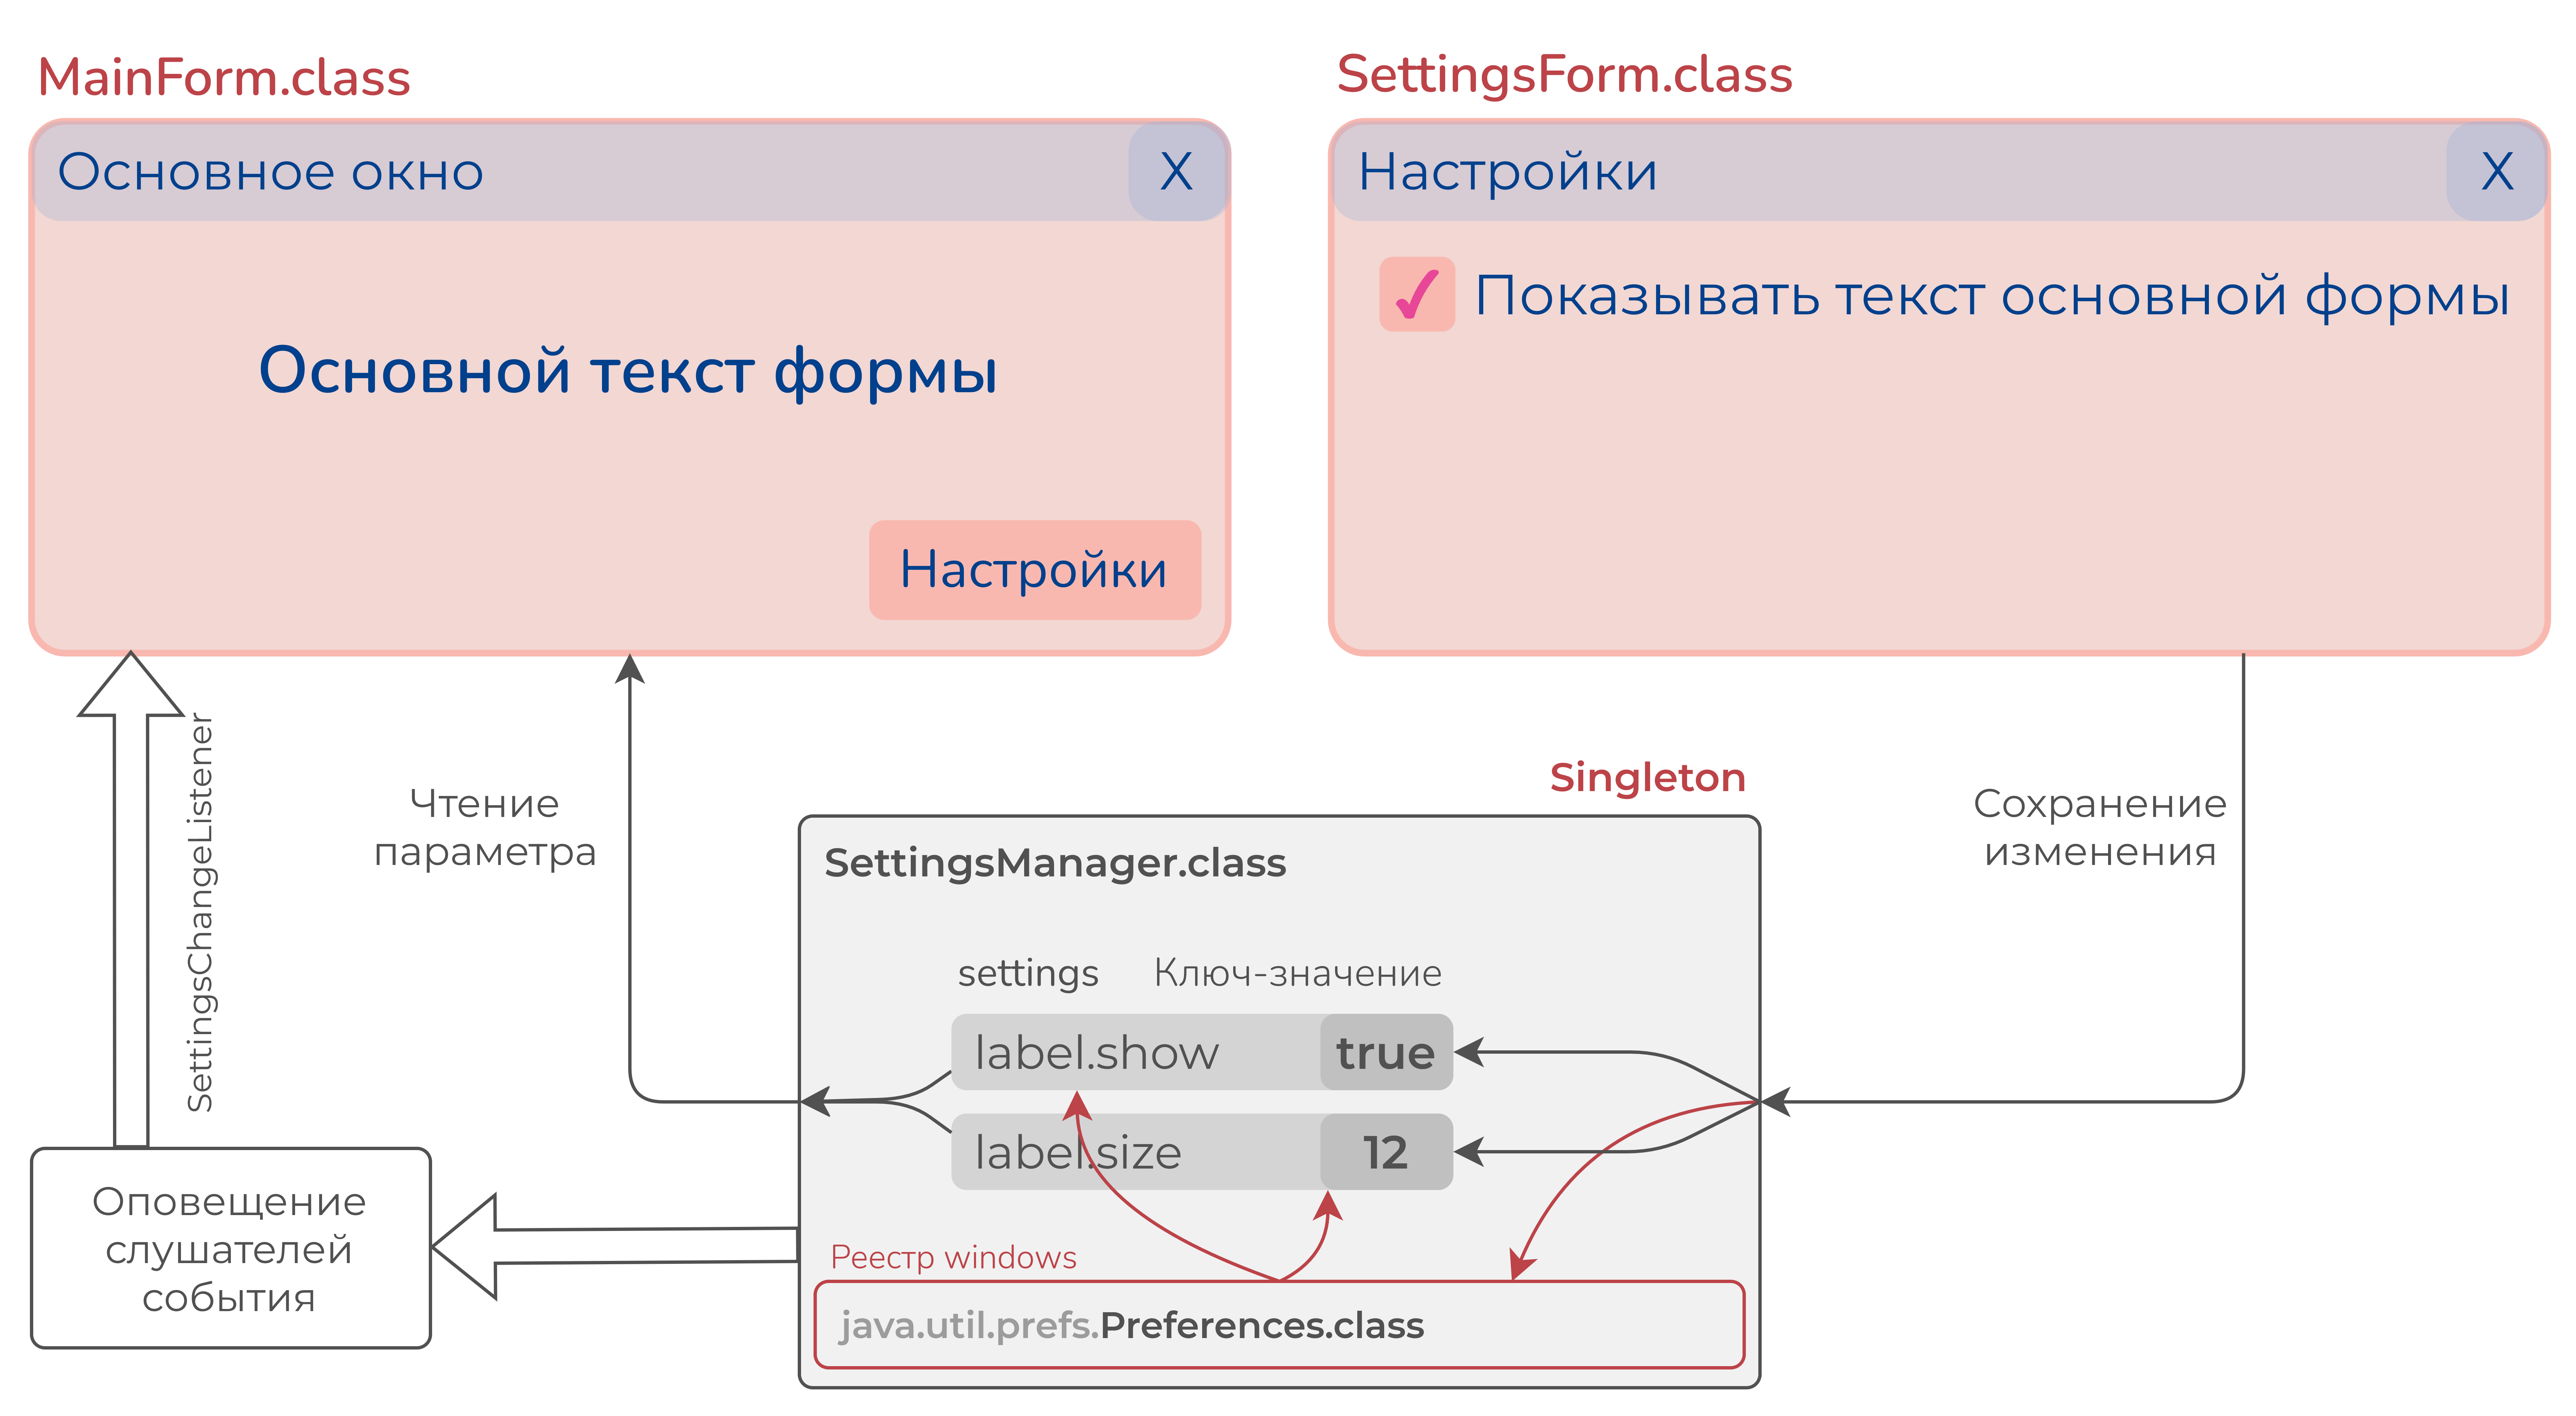 MainForm.class
Основное окно
X
Основной текст формы
Настройки
SettingsForm.class
Настройки
X
✓ Показывать текст основной формы
SettingsChangeListener
Чтение
параметра
Singleton
Сохранение
изменения
SettingsManager.class
settings Ключ-значение
label.show true
label.size 12
Реестр windows
java.util.prefs.Preferences.class
Оповещение
слушателей
события